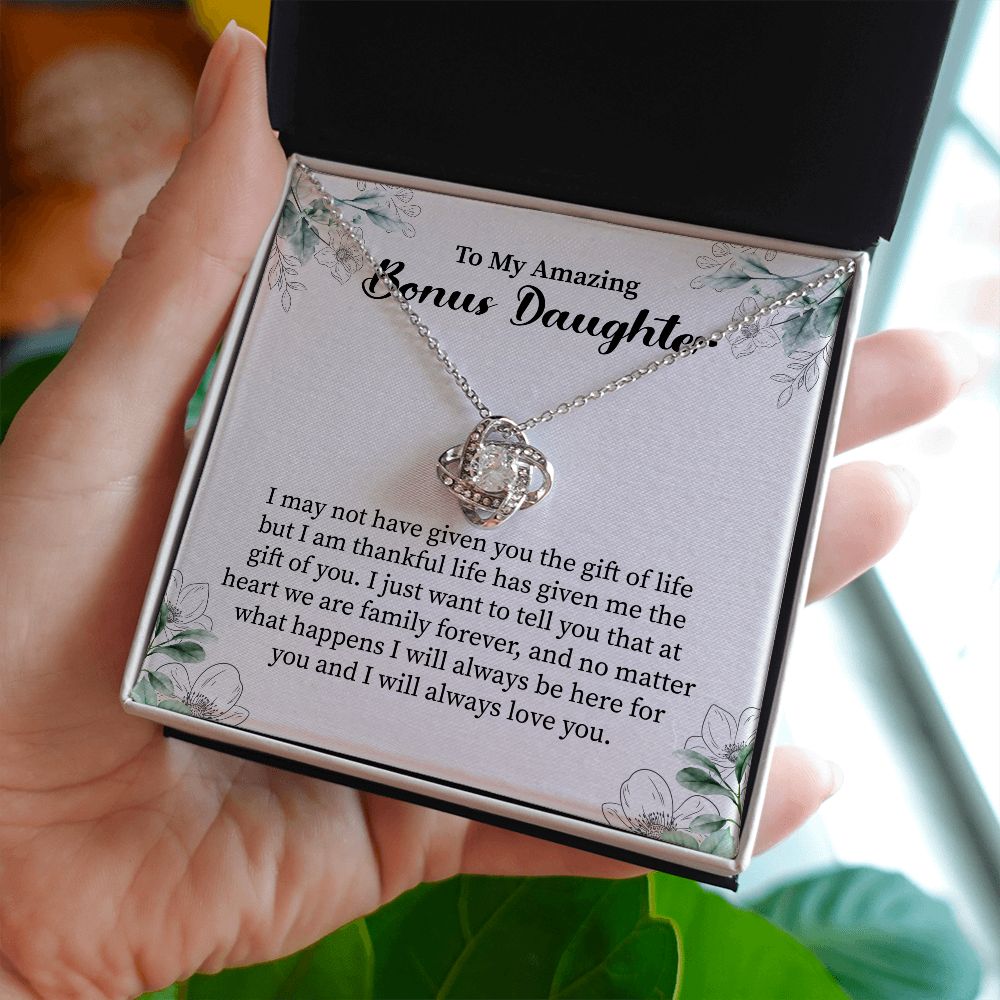 To My Amazing
Bonus Daughter
I may not have given you the gift of life
but I am thankful life has given me the
gift of you. I just want to tell you that at
heart we are family forever, and no matter
what happens I will always be here for
you and I will always love you.